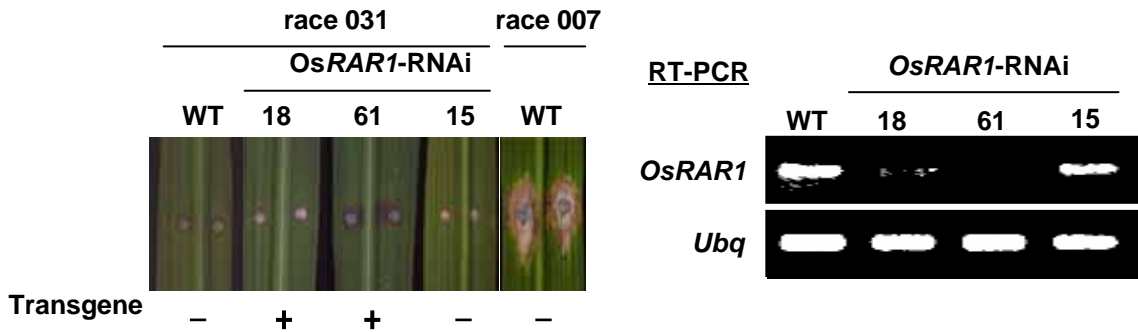 race 031
race 007
OsRAR1-RNAi
WT
18
61
15
Transgene
–
+
+
–
–
RT-PCR
OsRAR1-RNAi
WT
18
61
15
OsRAR1
Ubq